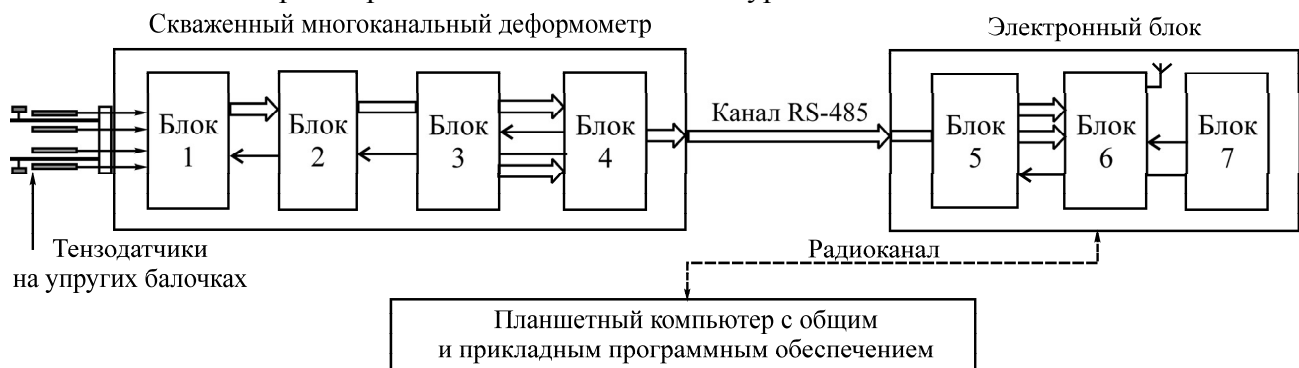 Скваженный многоканальный деформометр
Электронный блок
Блок
1
Блок
2
Блок
3
Блок
4
Канал RS-485
Блок
5
Блок
6
Блок
7
Тензодатчики
на упругих балочках
Радиоканал
Планшетный компьютер с общим
и прикладным программным обеспечением